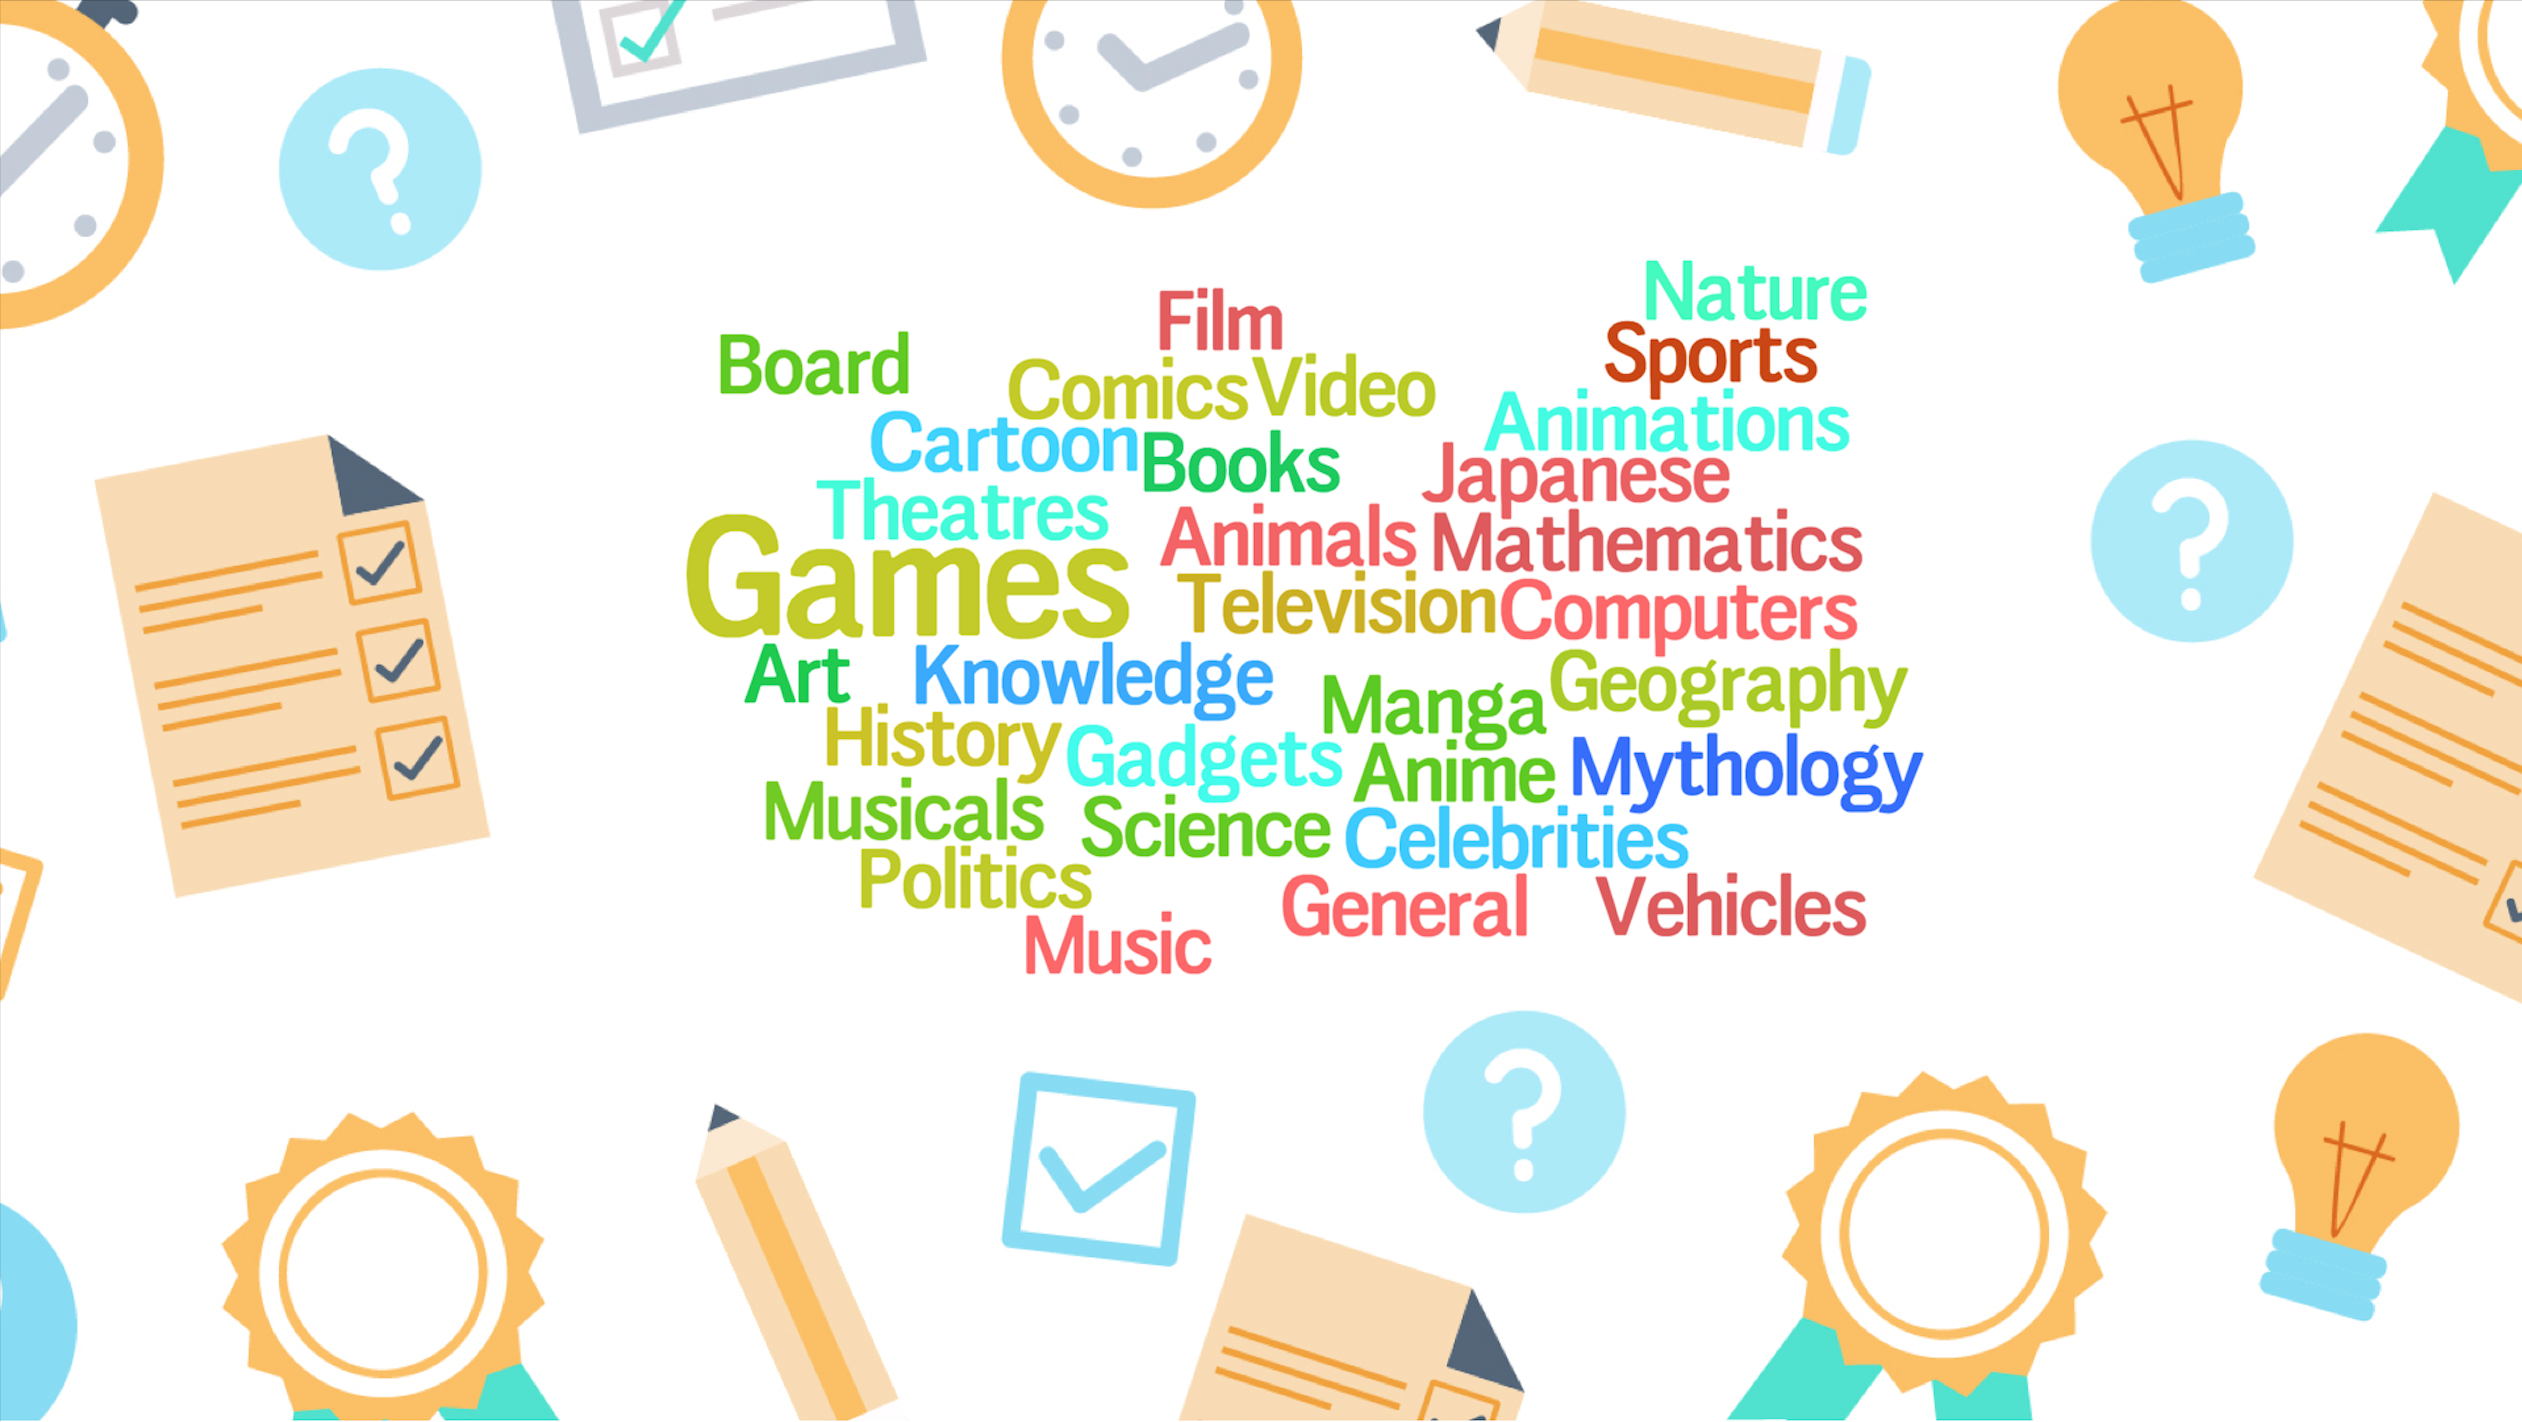 Nature
Film
Sports
Board
Comics Video
Animations
Cartoon Books
Japanese
Theatres
Animals Mathematics
Games
Television Computers
Art Knowledge
Manga Geography
History Gadgets
Anime Mythology
Musicals Science Celebrities
Politics
General Vehicles
Music